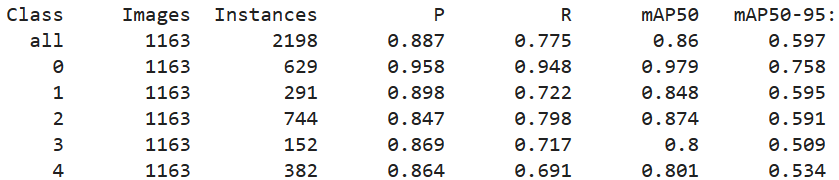 Class Images Instances P R mAP50 mAP50-95:
all 1163 2198 0.887 0.775 0.86 0.597
0 1163 629 0.958 0.948 0.979 0.758
1 1163 291 0.898 0.722 0.848 0.595
2 1163 744 0.847 0.798 0.874 0.591
3 1163 152 0.869 0.717 0.8 0.509
4 1163 382 0.864 0.691 0.801 0.534